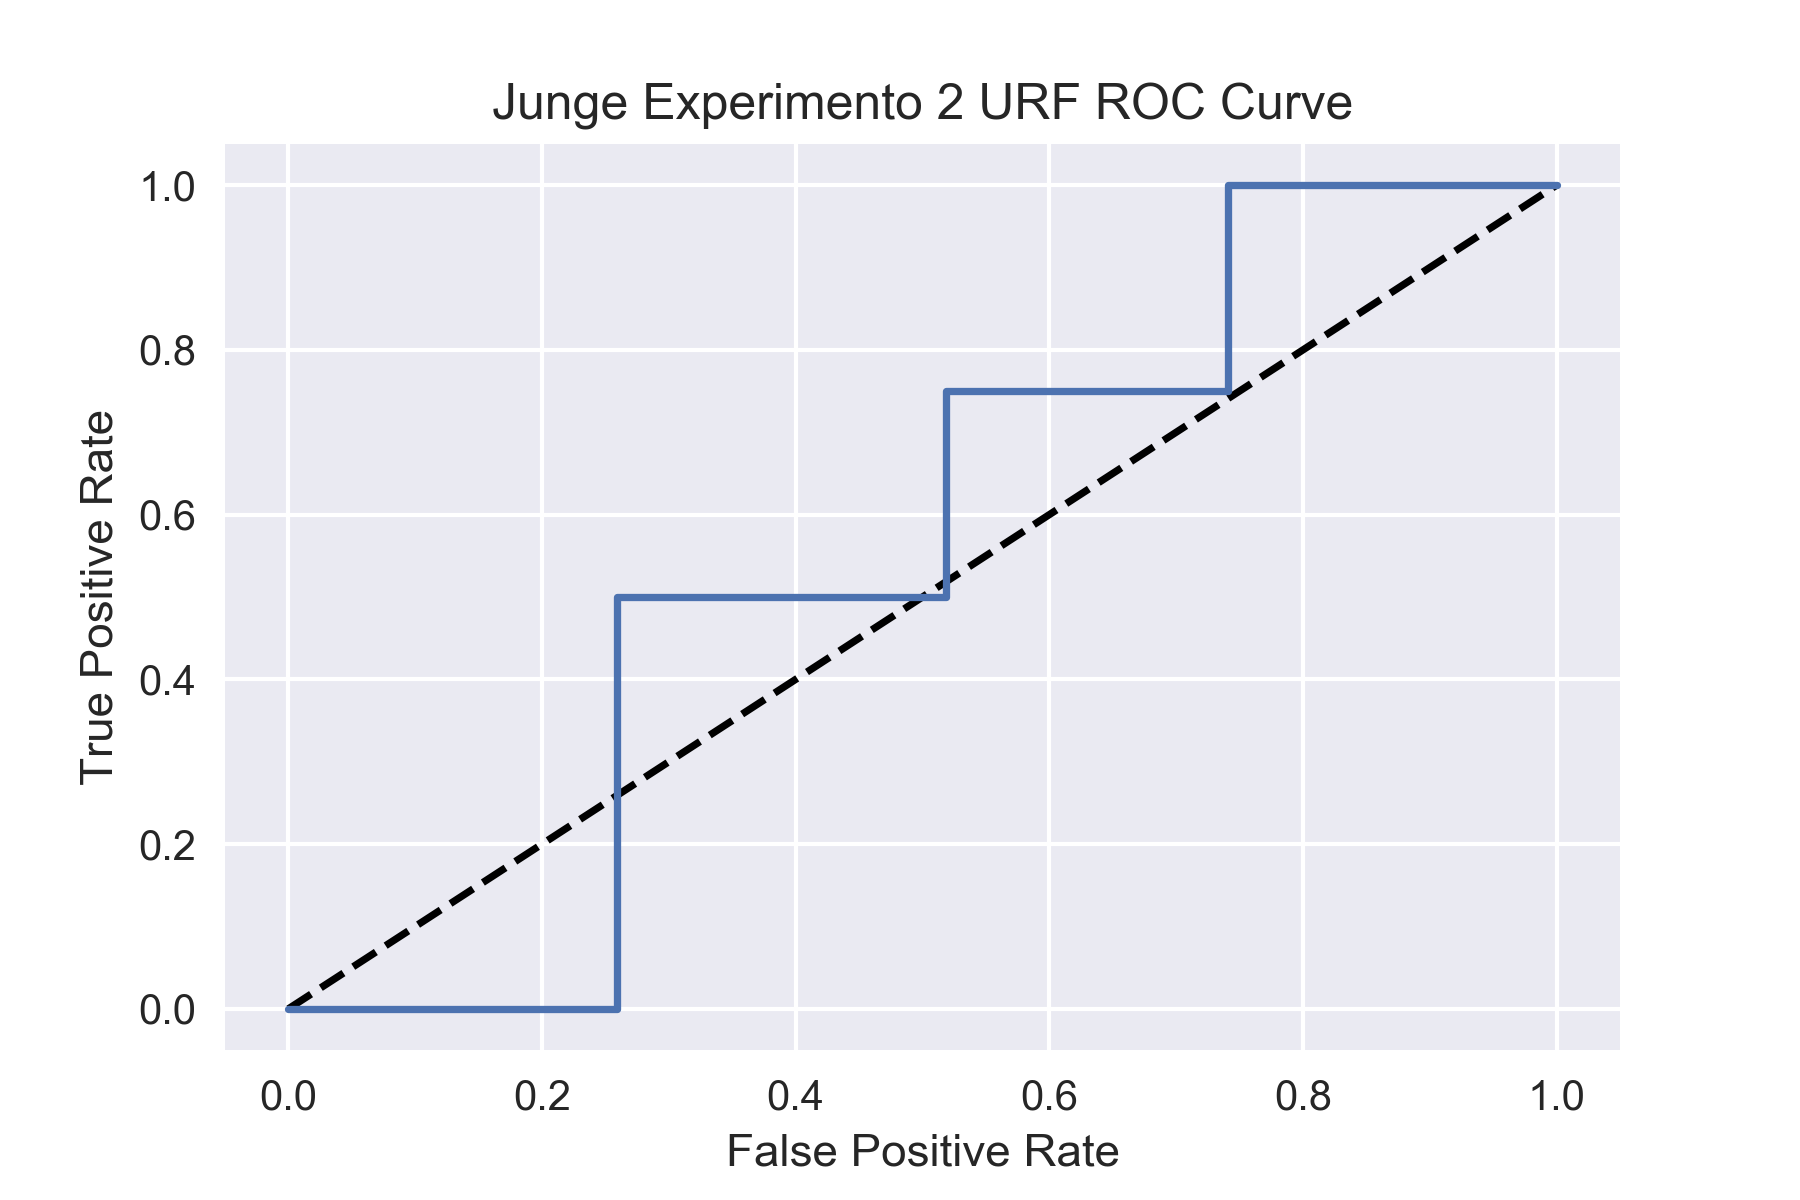 Junge Experimento 2 URF ROC Curve
True Positive Rate
1.0
0.8
0.6
0.4
0.2
0.0
0.0 0.2 0.4 0.6 0.8 1.0
False Positive Rate